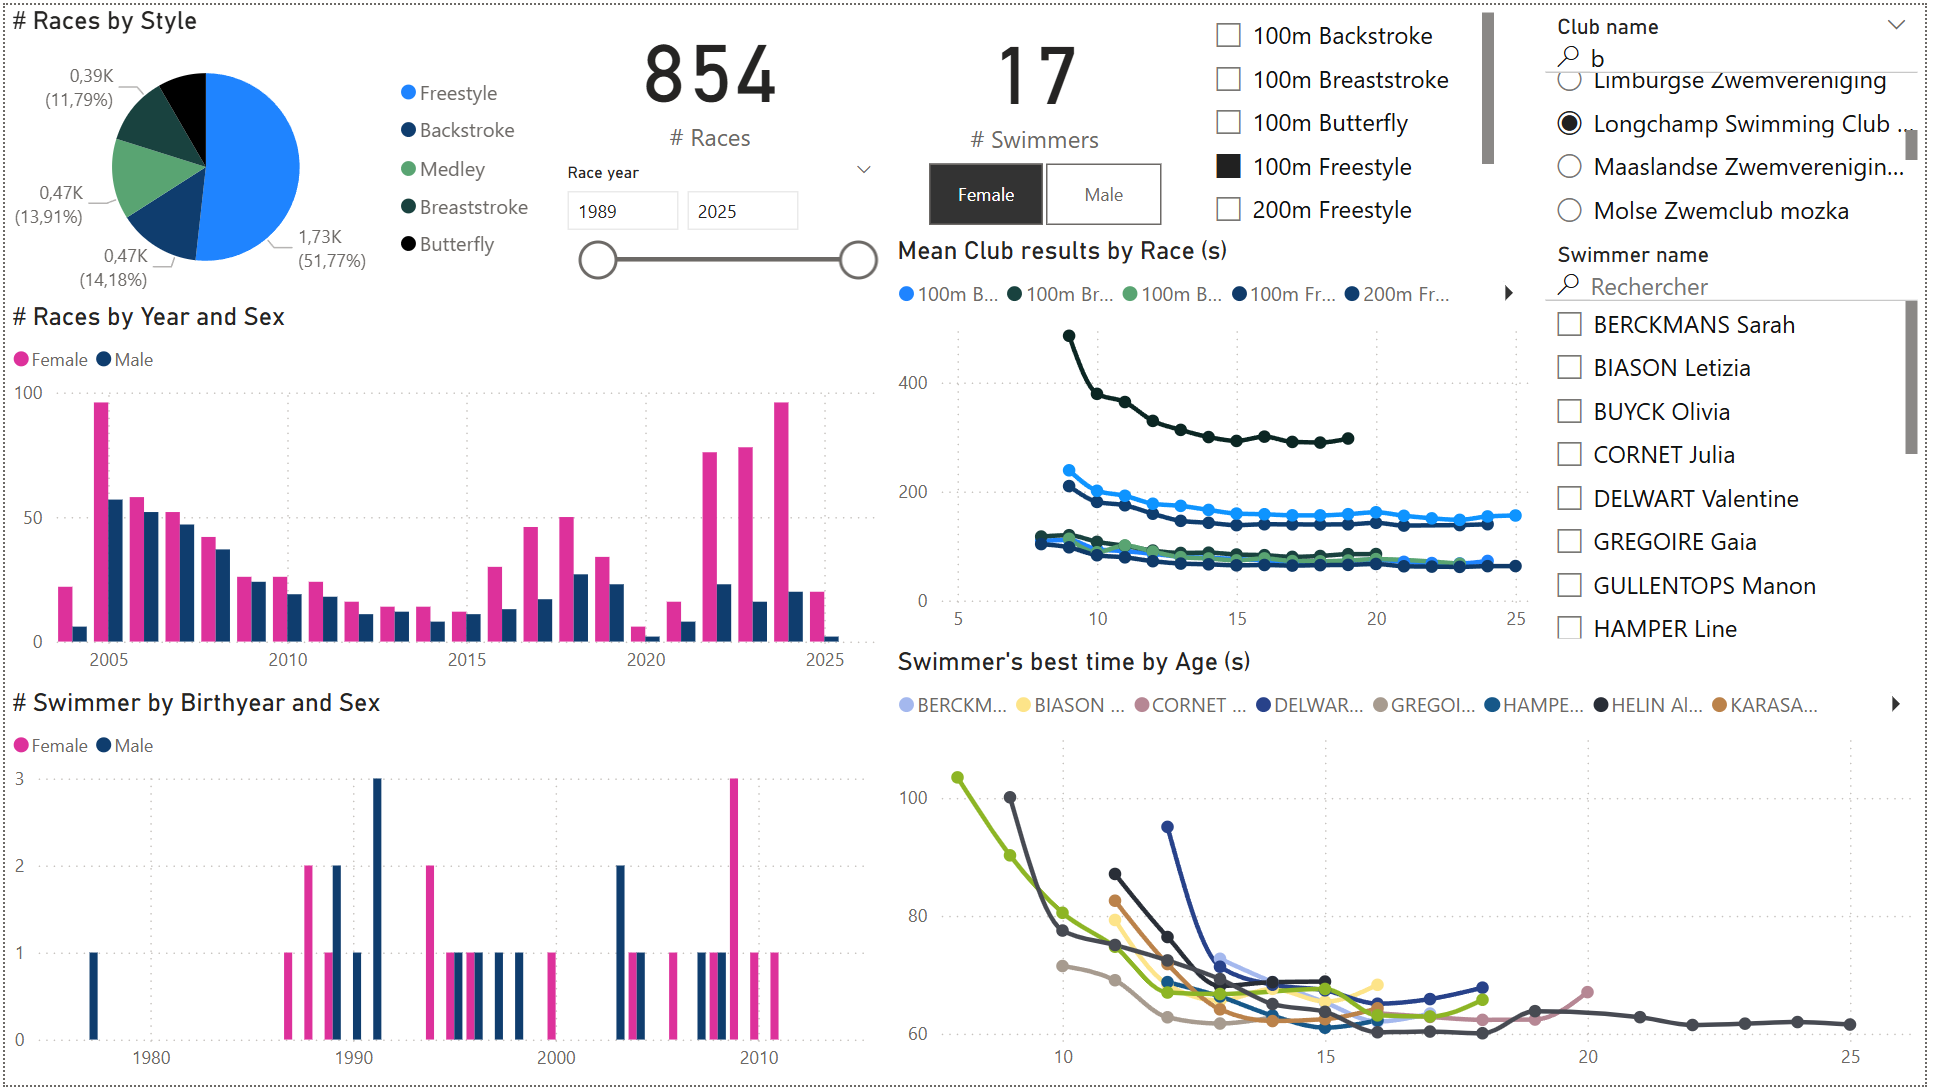 # Races by Style
0,39K
(11,79%)
0,47K
(13,91%)
0,47K
(14,18%)
1,73K
(51,77%)
Freestyle
Backstroke
Medley
Breaststroke
Butterfly
854
# Races
Race year
1989
2025
17
# Swimmers
Female
Male
100m Backstroke
100m Breaststroke
100m Butterfly
100m Freestyle
200m Freestyle
Club name
b
Limburgse Zwemvereniging
Longchamp Swimming Club ...
Maaslandse Zwemverenigin...
Molse Zwemclub mozka
Swimmer name
Rechercher
BERCKMANS Sarah
BIASON Letizia
BUYCK Olivia
CORNET Julia
DELWART Valentine
GREGOIRE Gaia
GULLENTOPS Manon
HAMPER Line
# Races by Year and Sex
Female Male
100
50
0
2005 2010 2015 2020 2025
Mean Club results by Race (s)
100m B... 100m Br... 100m B... 100m Fr... 200m Fr...
400
200
0
5 10 15 20 25
# Swimmer by Birthyear and Sex
Female Male
3
2
1
0
1980 1990 2000 2010
Swimmer's best time by Age (s)
BERCKM... BIASON ... CORNET ... DELWAR... GREGOI... HAMPE... HELIN Al... KARASA...
100
80
60
10 15 20 25